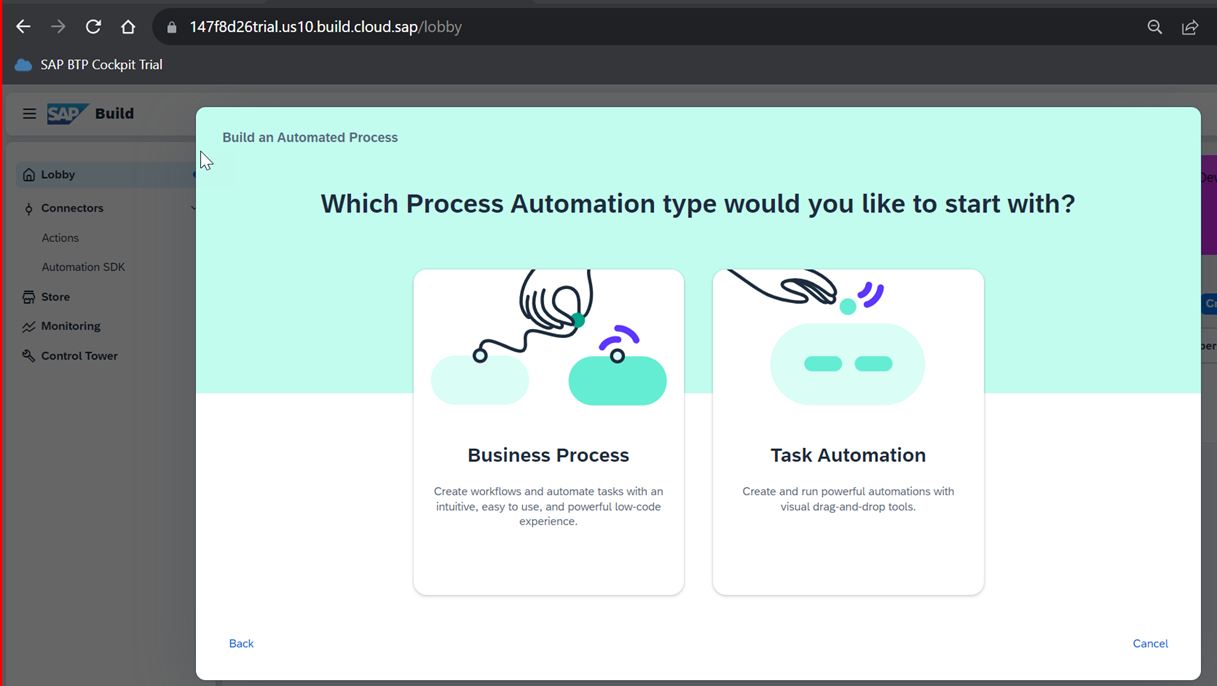 147f8d26trial.us10.build.cloud.sap/lobby
SAP BTP Cockpit Trial
SAP Build
Lobby
Connectors
Actions
Automation SDK
Store
Monitoring
Control Tower
Build an Automated Process
Which Process Automation type would you like to start with?
Business Process
Create workflows and automate tasks with an
intuitive, easy to use, and powerful low-code
experience.
Task Automation
Create and run powerful automations with
visual drag-and-drop tools.
Back
Cancel